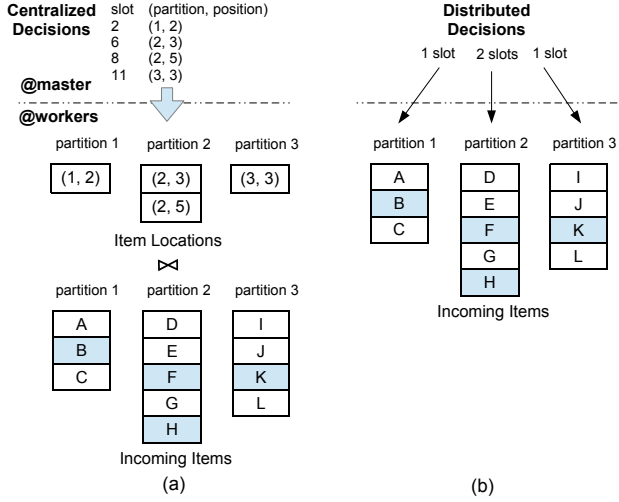 Centralized Decisions
slot (partition, position)
2 (1, 2)
6 (2, 3)
8 (2, 5)
11 (3, 3)
@master
@workers
partition 1 partition 2 partition 3
(1, 2) (2, 3) (3, 3)
(2, 5)
Item Locations
⋈
partition 1 partition 2 partition 3
A D I
B E J
C F K
G L
H
Incoming Items
(a)
Distributed
Decisions
1 slot 2 slots 1 slot
partition 1 partition 2 partition 3
A D I
B E J
C F K
G L
H
Incoming Items
(b)